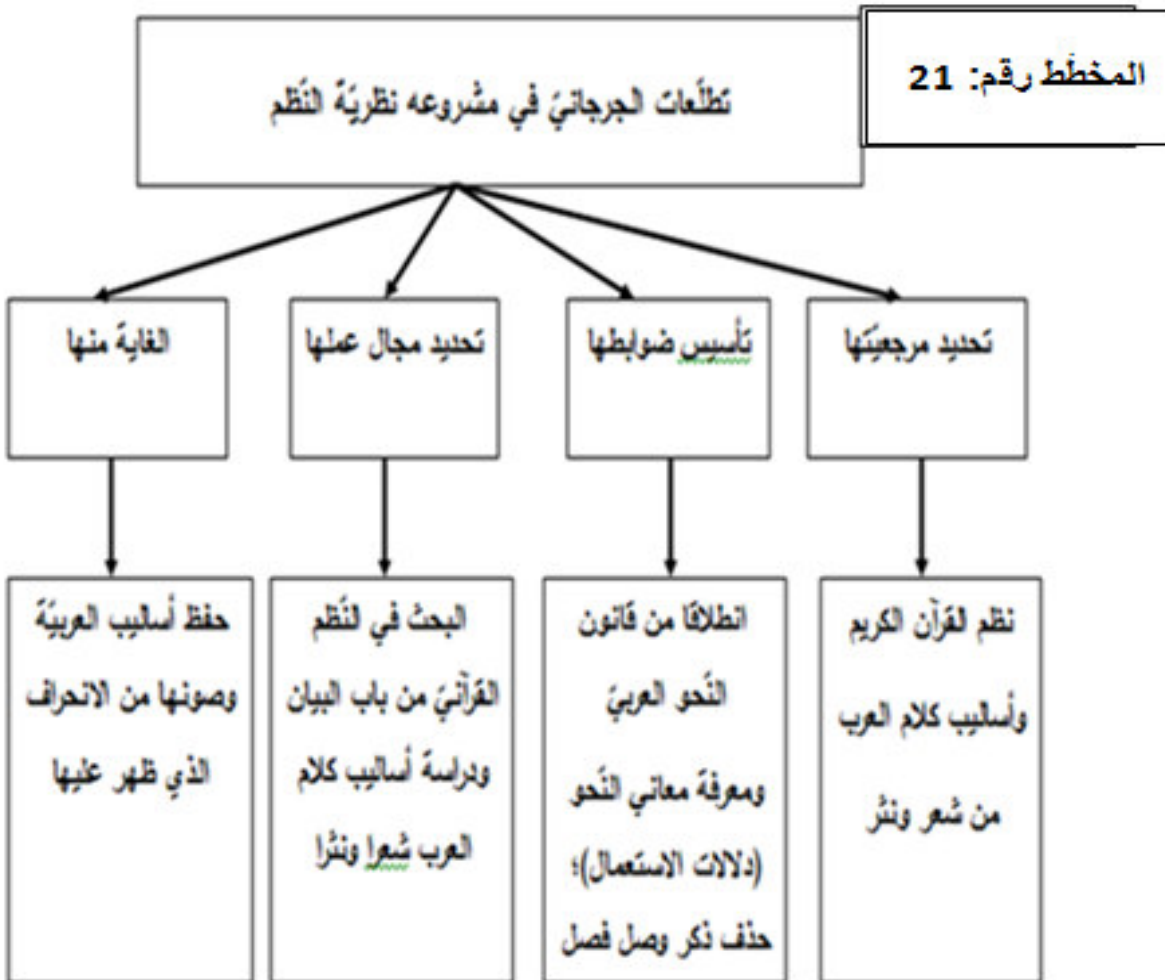 المخطّط رقم: 21
تطلّعات الجرجانيّ في مشروعه نظريّة النّظم
تحديد مرجعيّتها
تأسيس ضوابطها
تحديد مجال عملها
الغاية منها
نظم القرآن الكريم
وأساليب كلام العرب
من شعر ونثر
انطلاقا من قانون
النّحو العربيّ
ومعرفة معاني النّحو
(دلالات الاستعمال)؛
حذف ذكر وصل فصل
البحث في النّظم
القرآنيّ من باب البيان
ودراسة أساليب كلام
العرب شعرا ونثرا
حفظ أساليب العربيّة
وصونها من الانحراف
الذي ظهر عليها